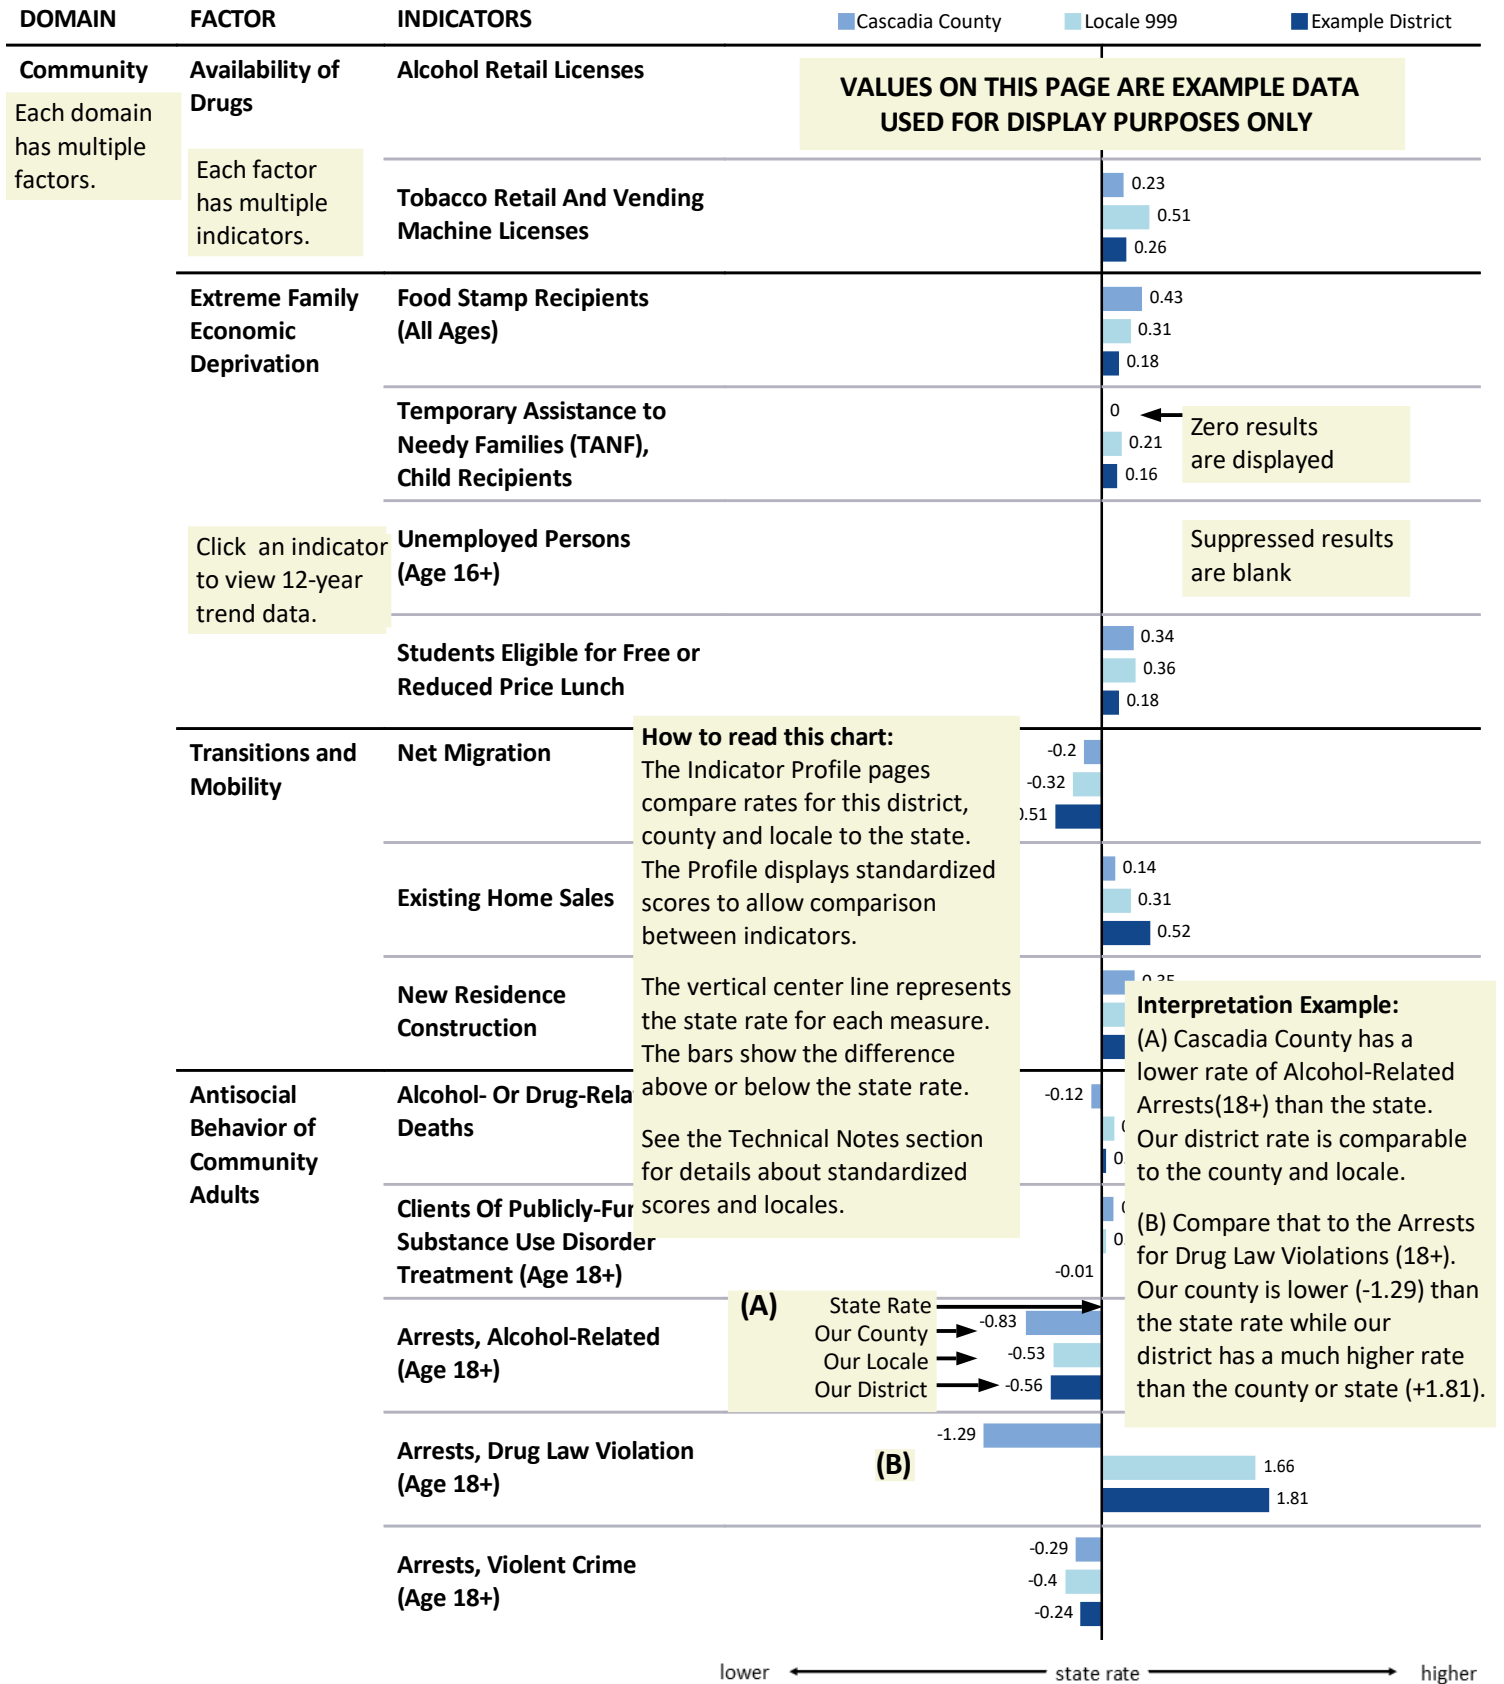 DOMAIN FACTOR INDICATORS Cascadia County Locale 999 Example District
Community
Each domain
has multiple
factors.
Availability of
Drugs
Each factor
has multiple
indicators.
Alcohol Retail Licenses
VALUES ON THIS PAGE ARE EXAMPLE DATA
USED FOR DISPLAY PURPOSES ONLY
Tobacco Retail And Vending
Machine Licenses
0.23
0.51
0.26
Extreme Family
Economic
Deprivation
Food Stamp Recipients
(All Ages)
0.43
0.31
0.18
Temporary Assistance to
Needy Families (TANF),
Child Recipients
0
0.21
0.16
Zero results
are displayed
Click an indicator
to view 12-year
trend data.
Unemployed Persons
(Age 16+)
Suppressed results
are blank
Students Eligible for Free or
Reduced Price Lunch
0.34
0.36
0.18
Transitions and
Mobility
Net Migration
-0.2
-0.32
0.51
How to read this chart:
The Indicator Profile pages
compare rates for this district,
county and locale to the state.
The Profile displays standardized
scores to allow comparison
between indicators.
The vertical center line represents
the state rate for each measure.
The bars show the difference
above or below the state rate.
See the Technical Notes section
for details about standardized
scores and locales.
Existing Home Sales
0.14
0.31
0.52
New Residence
Construction
Interpretation Example:
(A) Cascadia County has a
lower rate of Alcohol-Related
Arrests(18+) than the state.
Our district rate is comparable
to the county and locale.
(B) Compare that to the Arrests
for Drug Law Violations (18+).
Our county is lower (-1.29) than
the state rate while our
district has a much higher rate
than the county or state (+1.81).
Antisocial
Behavior of
Community
Adults
Alcohol- Or Drug-Rela
Deaths
-0.12
Clients Of Publicly-Fu
Substance Use Disorder
Treatment (Age 18+)
-0.01
Arrests, Alcohol-Related
(Age 18+)
(A) State Rate
Our County -0.83
Our Locale -0.53
Our District -0.56
Arrests, Drug Law Violation
(Age 18+)
-1.29
(B)
1.66
1.81
Arrests, Violent Crime
(Age 18+)
-0.29
-0.4
-0.24
lower state rate higher